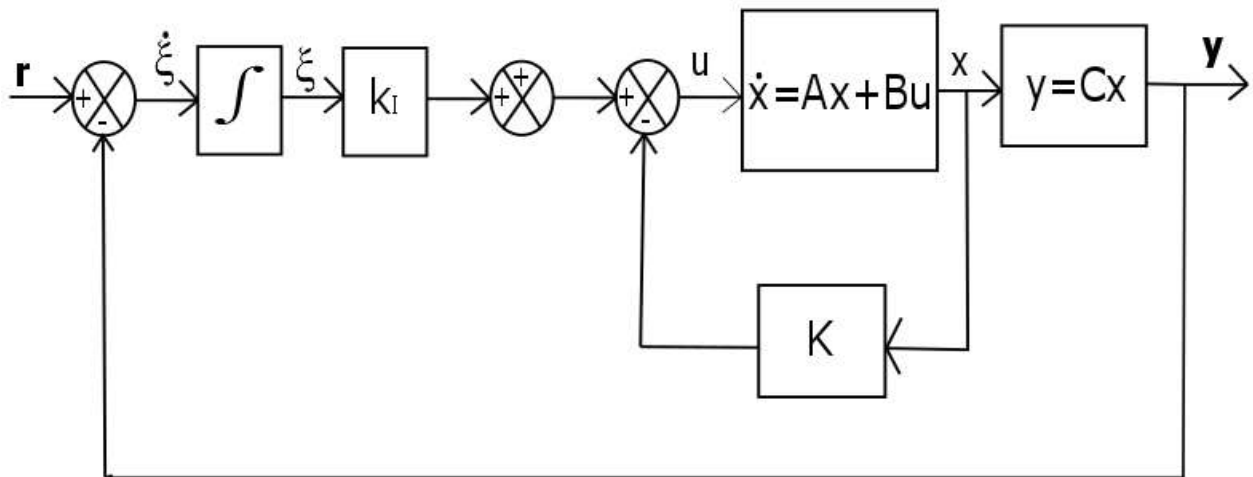 r
+
-
ξ̇
∫
ξ
kI
+
+
+
-
u
ẋ=Ax+Bu
x
y=Cx
y
K